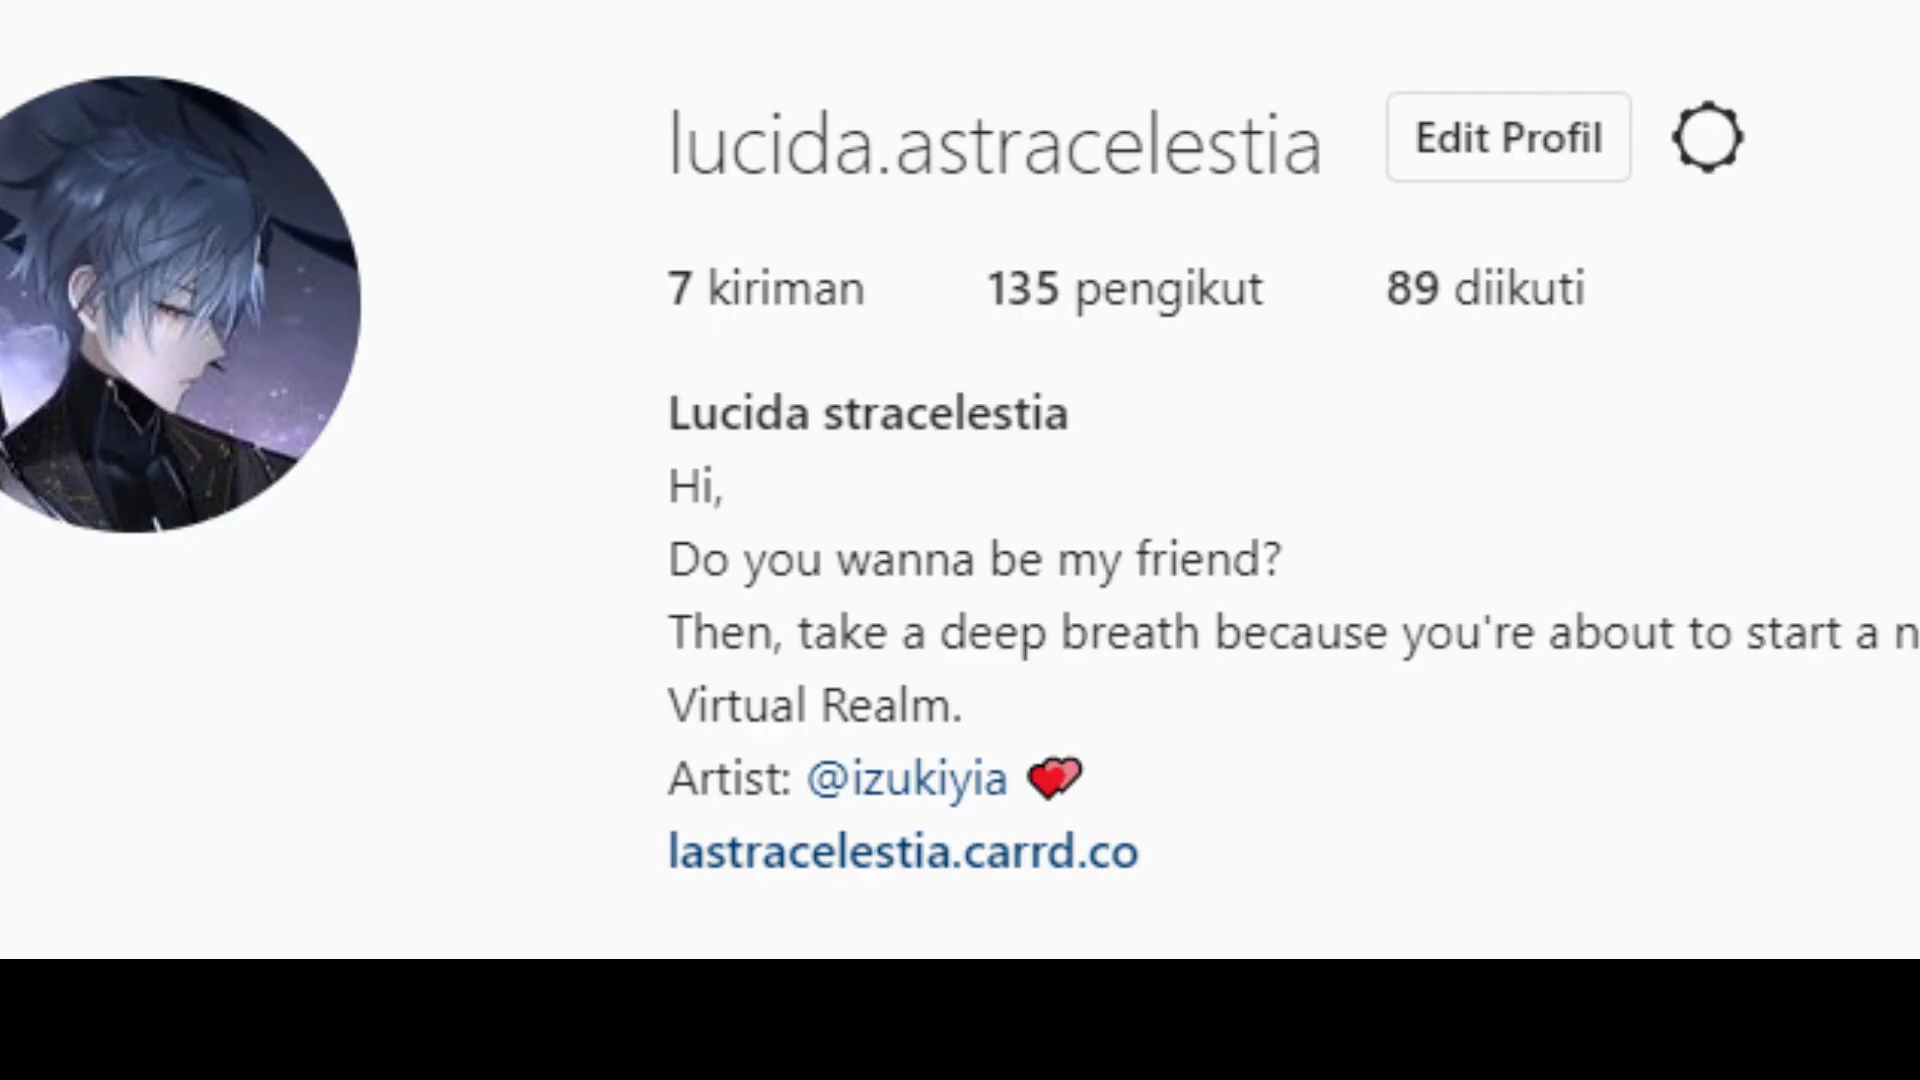 lucida.astracelestia Edit Profil
7 kiriman 135 pengikut 89 diikuti
Lucida stracelestia
Hi,
Do you wanna be my friend?
Then, take a deep breath because you're about to start a n
Virtual Realm.
Artist: @izukiyia 💕
lastracelestia.carrd.co